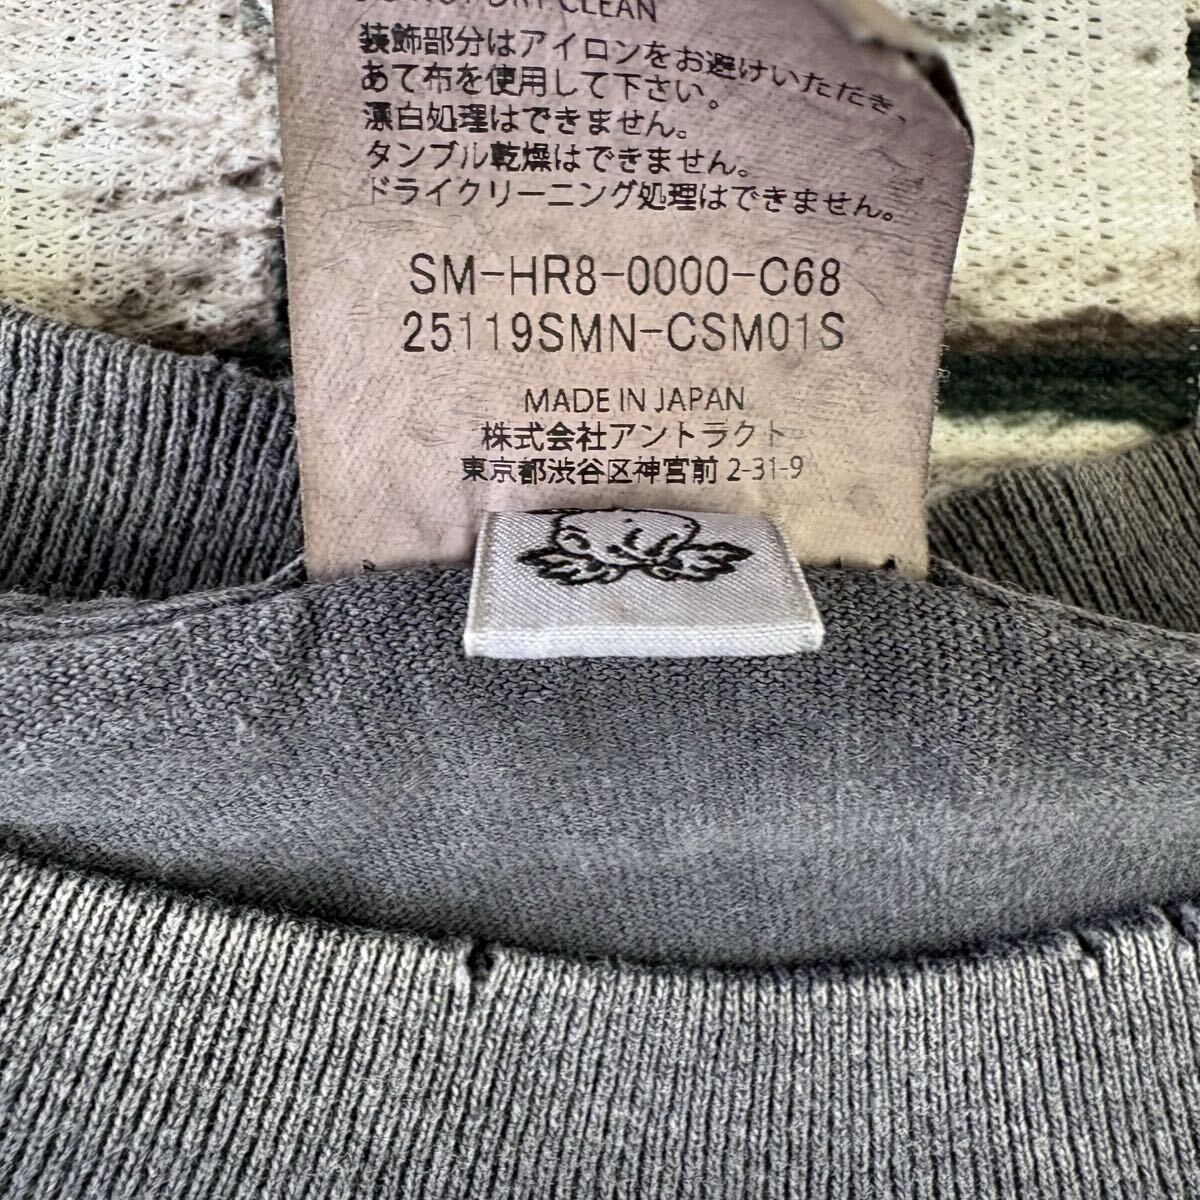 DO NOT DRY CLEAN
装飾部分はアイロンをお避けいただき、
あて布を使用して下さい。
漂白処理はできません。
タンブル乾燥はできません。
ドライクリーニング処理はできません。
SM-HR8-0000-C68
25119SMN-CSM01S
MADE IN JAPAN
株式会社アントラクト
東京都渋谷区神宮前 2-31-9